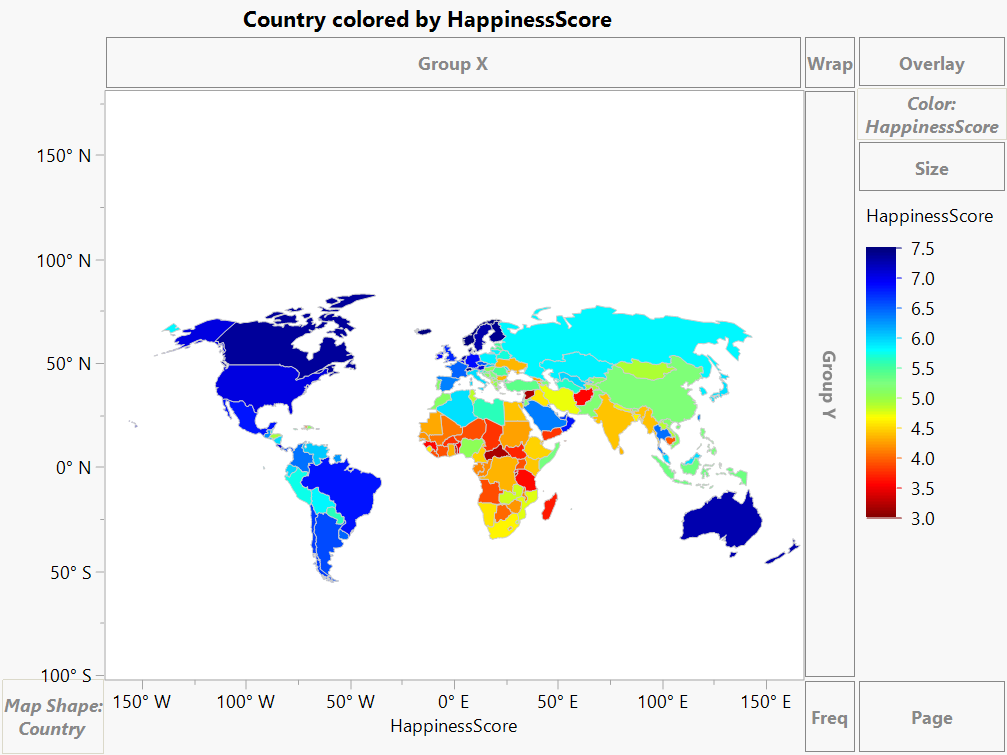 Country colored by HappinessScore
Group X
Wrap
Overlay
Color:
HappinessScore
Size
HappinessScore
7.5
7.0
6.5
6.0
5.5
5.0
4.5
4.0
3.5
3.0
150° N
100° N
50° N
0° N
50° S
100° S
Group Y
Map Shape:
Country
150° W
100° W
50° W
0° E
50° E
100° E
150° E
HappinessScore
Freq
Page